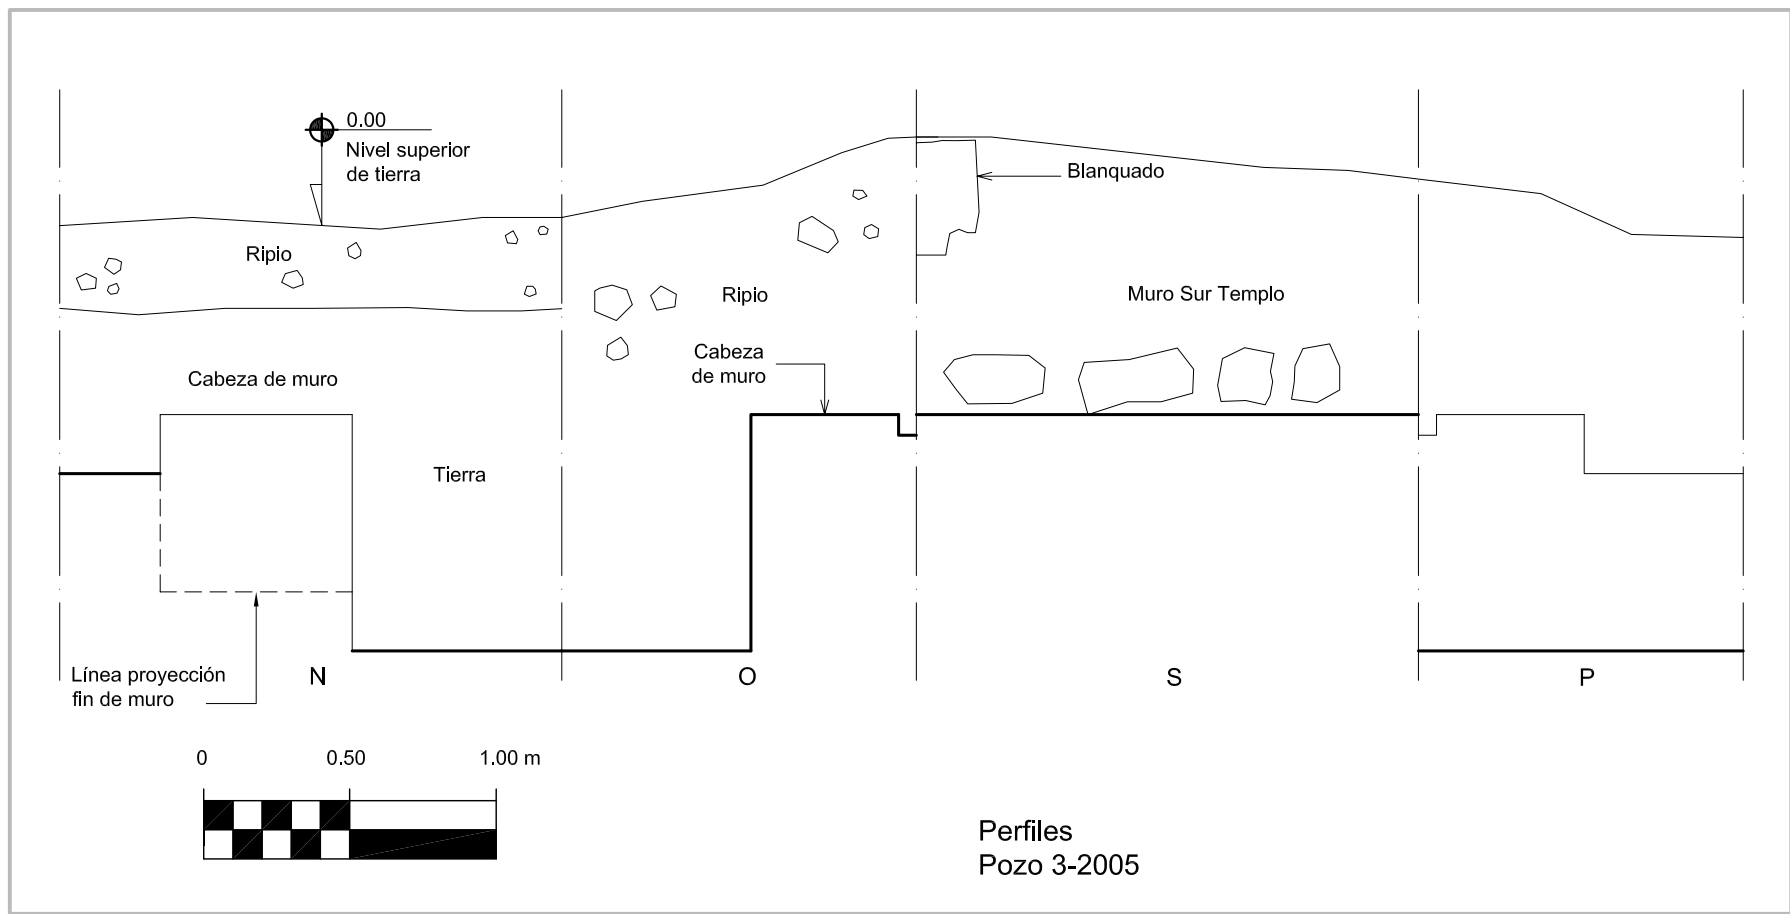 0.00
Nivel superior
de tierra
Blanquado
Ripio
Ripio
Muro Sur Templo
Cabeza
de muro
Cabeza de muro
Tierra
Línea proyección
fin de muro
N
O
S
P
0 0.50 1.00 m
Perfiles
Pozo 3-2005